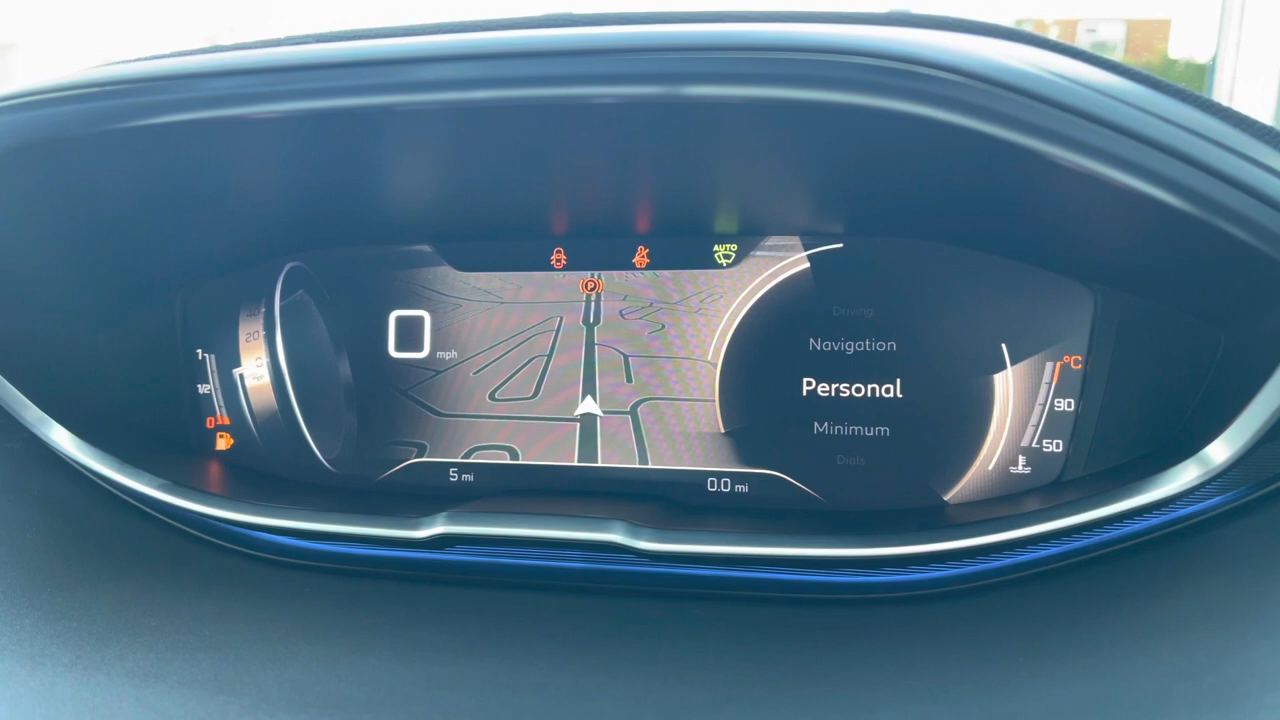 AUTO
P
Driving
Navigation
Personal
Minimum
Dials
0 mph
20
0
1
1/2
0
°C
90
50
5 mi
0.0 mi